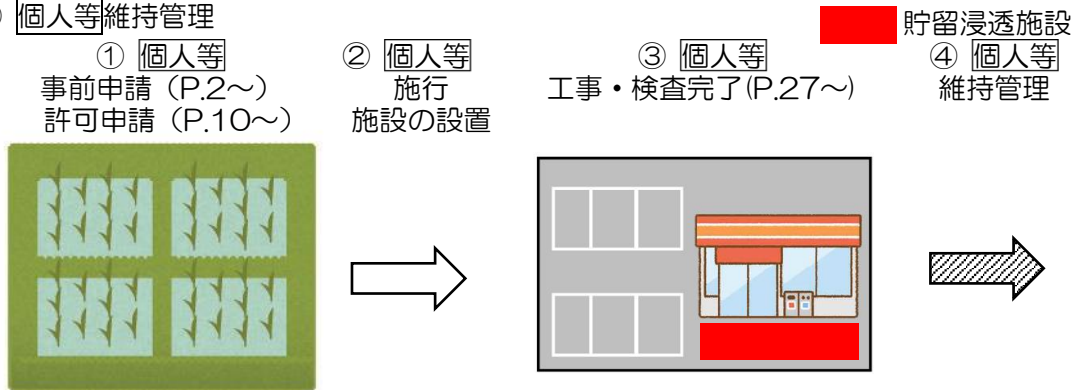 ) 個人等維持管理
貯留浸透施設
① 個人等
事前申請（P.2～）
許可申請（P.10～）
② 個人等
施行
施設の設置
③ 個人等
工事・検査完了(P.27～)
④ 個人等
維持管理